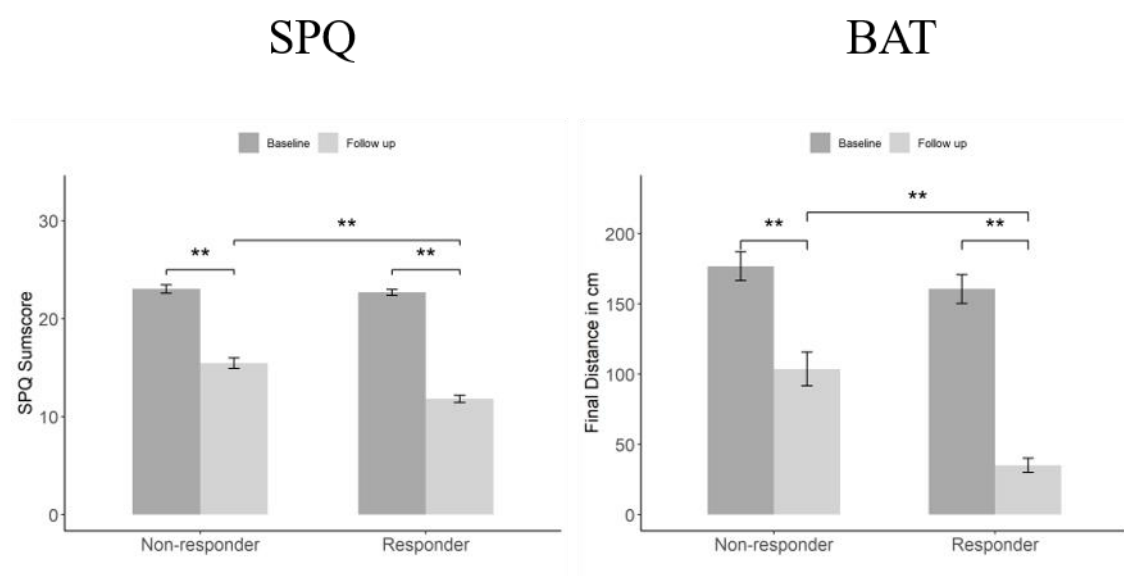 SPQ
BAT
Baseline Follow up
Baseline Follow up
SPQ Sumscore
30
20
10
0
**
**
**
Non-responder Responder
Final Distance in cm
200
150
100
50
0
**
**
**
Non-responder Responder